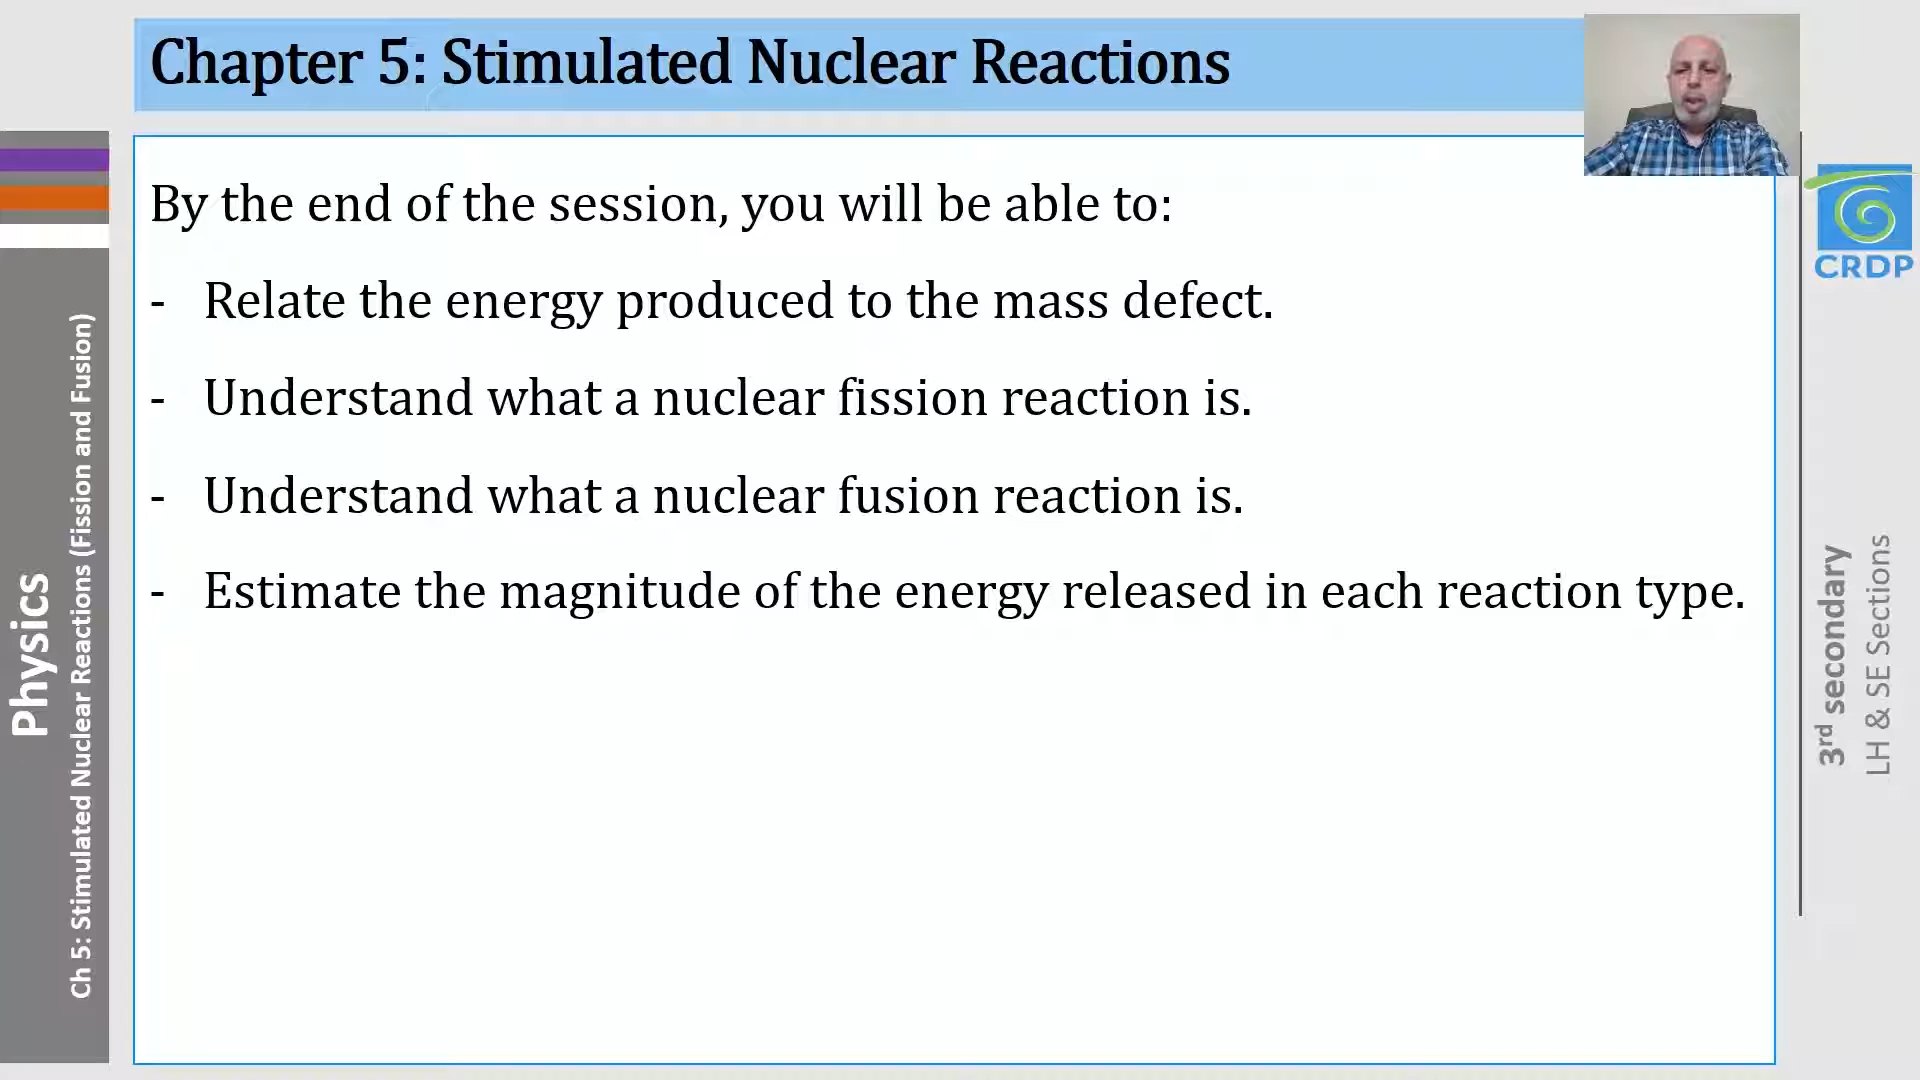 Chapter 5: Stimulated Nuclear Reactions
By the end of the session, you will be able to:
- Relate the energy produced to the mass defect.
- Understand what a nuclear fission reaction is.
- Understand what a nuclear fusion reaction is.
- Estimate the magnitude of the energy released in each reaction type.
Physics
Ch 5: Stimulated Nuclear Reactions (Fission and Fusion)
CRDP
3rd secondary
LH & SE Sections